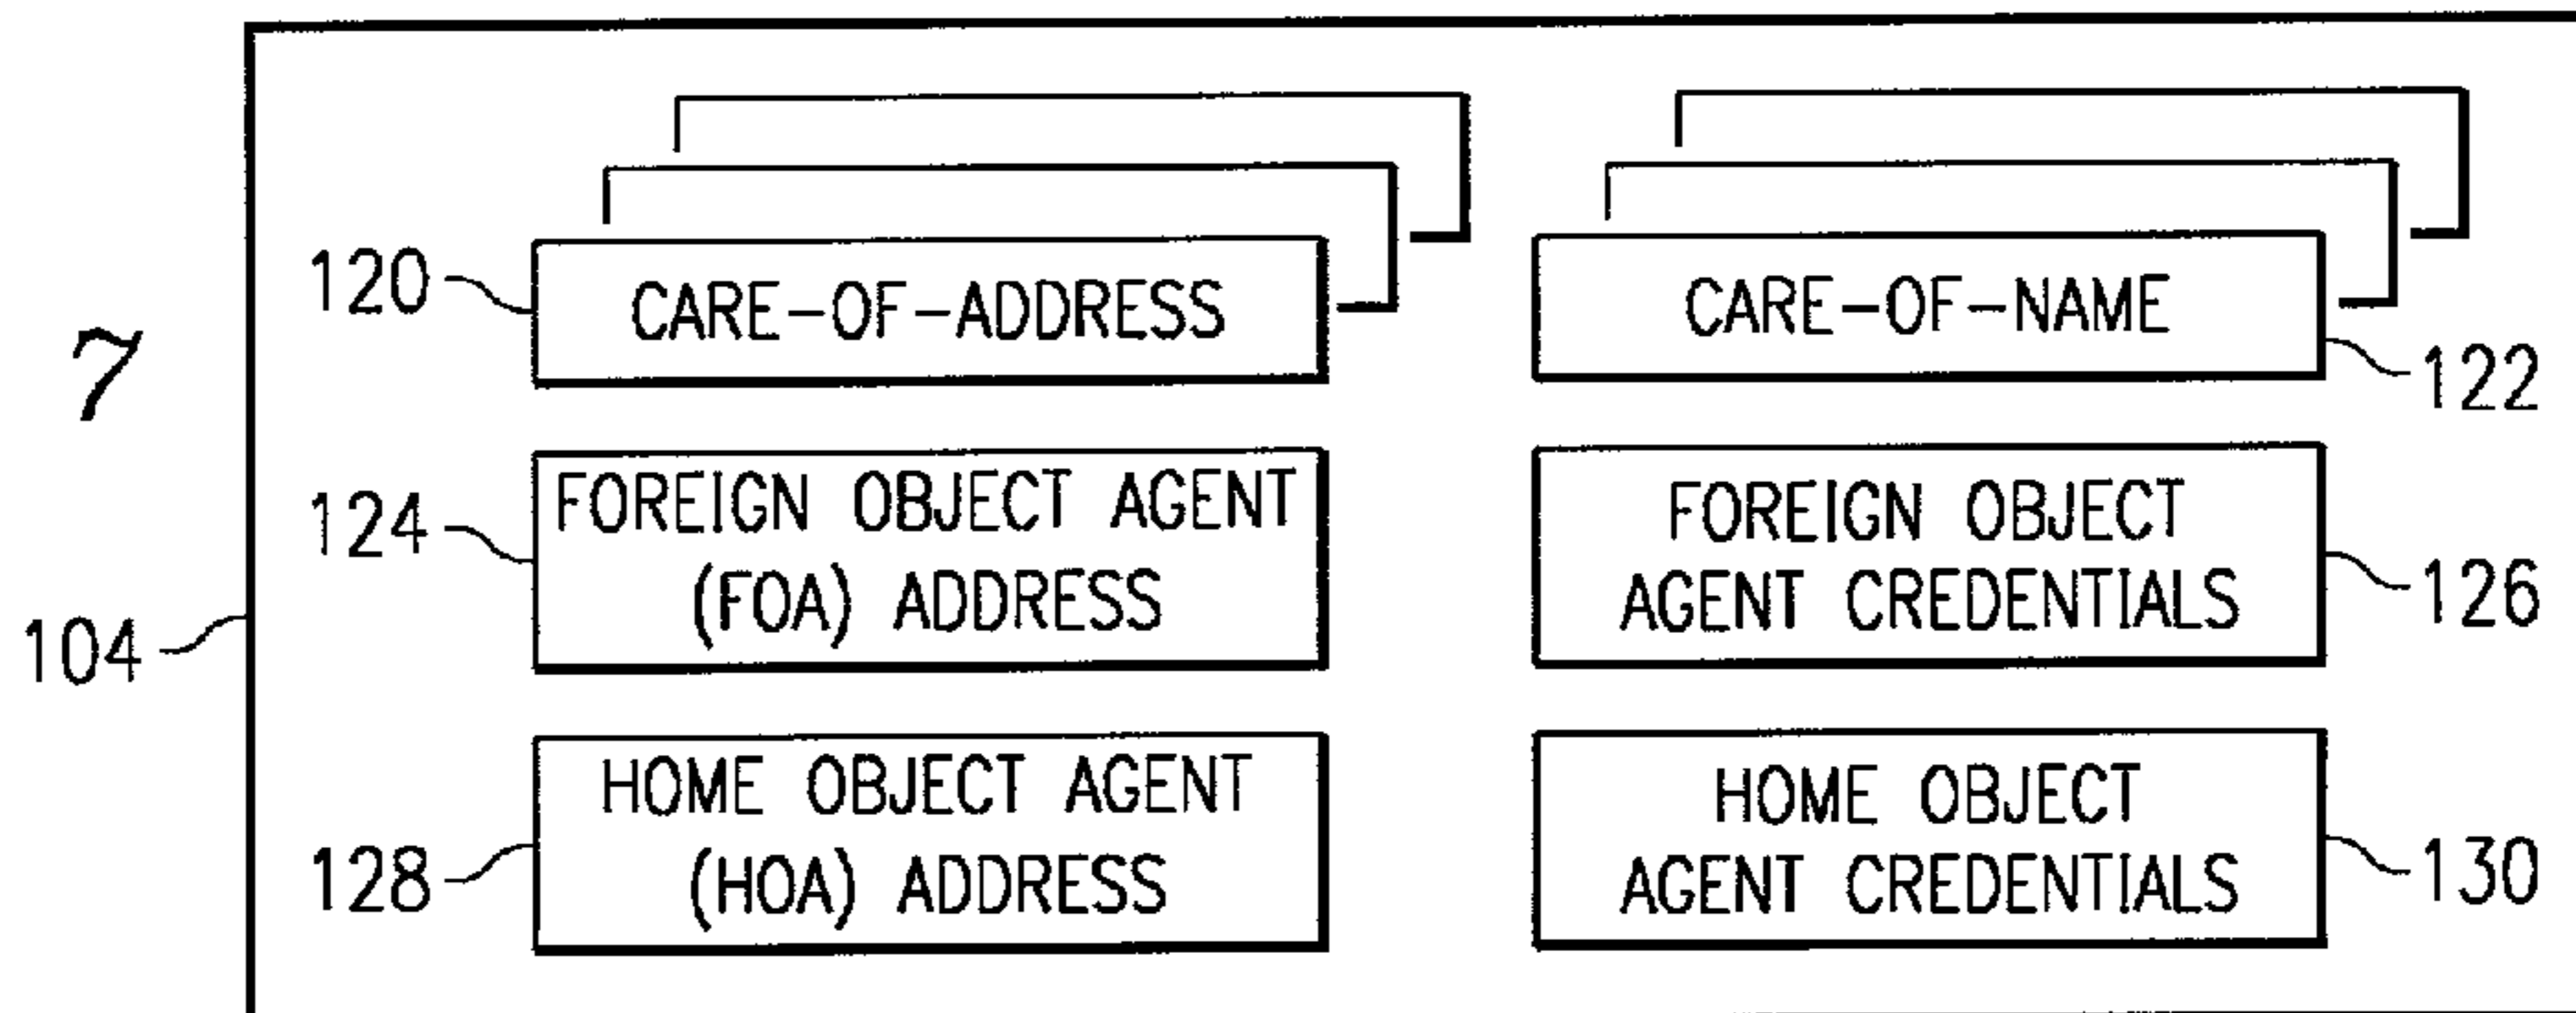 120
CARE-OF-ADDRESS
CARE-OF-NAME
122
7
124
FOREIGN OBJECT AGENT
(FOA) ADDRESS
FOREIGN OBJECT
AGENT CREDENTIALS
126
104
128
HOME OBJECT AGENT
(HOA) ADDRESS
HOME OBJECT
AGENT CREDENTIALS
130